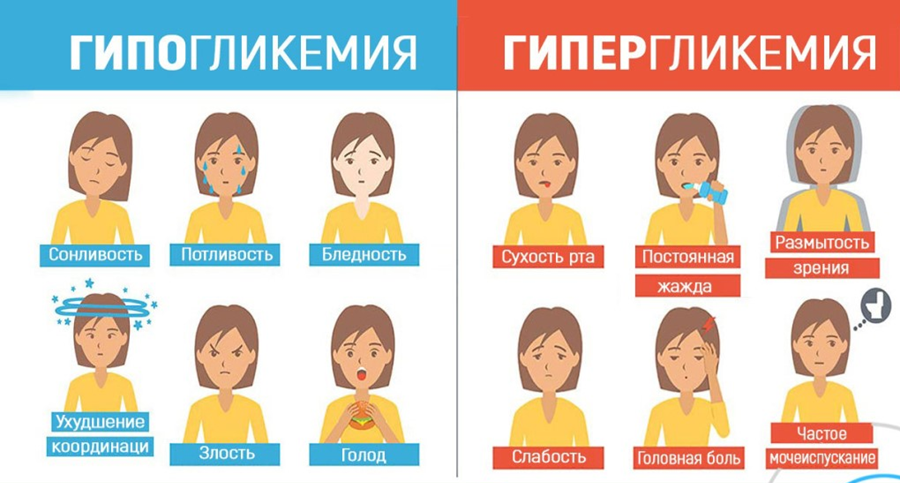 ГИПОГЛИКЕМИЯ
Сонливость
Потливость
Бледность
Ухудшение
координаци
Злость
Голод
ГИПЕРГЛИКЕМИЯ
Сухость рта
Постоянная
жажда
Размытость
зрения
Слабость
Головная боль
Частое
мочеиспускание